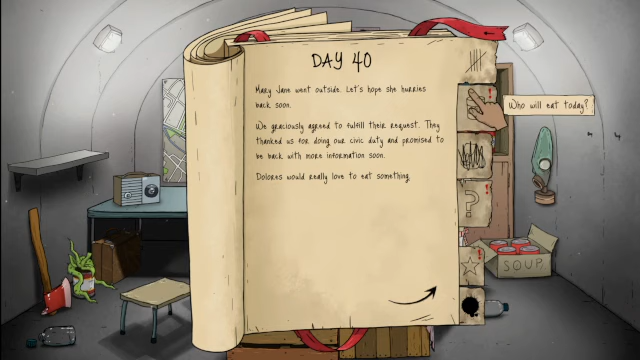 DAY 40
Mary Jane went outside. Let's hope she hurries
back soon.
We graciously agreed to fulfill their request. They
thanked us for doing our civic duty and promised to
be back with more information soon.
Dolores would really love to eat something.
Who will eat today?
?
SOUP